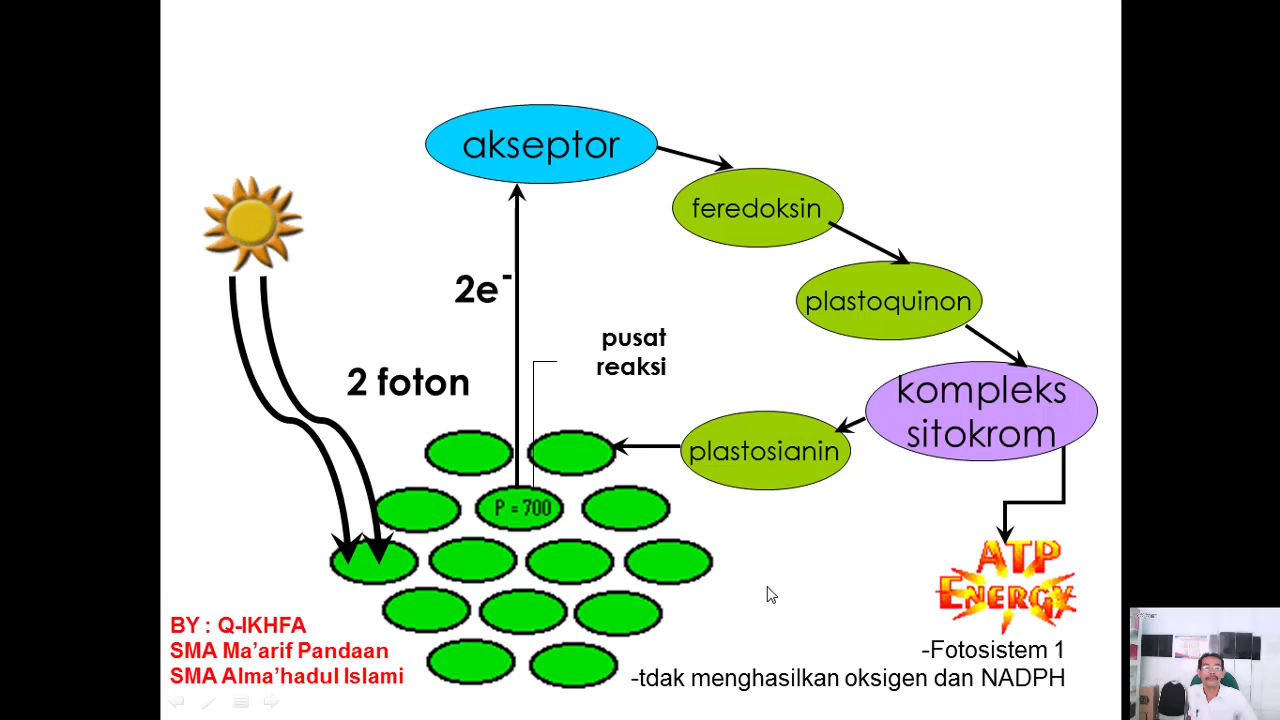 akseptor
feredoksin
2e-
plastoquinon
pusat
reaksi
2 foton
kompleks
sitokrom
plastosianin
P = 700
ATP
ENERGY
BY : Q-IKHFA
SMA Ma'arif Pandaan
SMA Alma'hadul Islami
-Fotosistem 1
-tdak menghasilkan oksigen dan NADPH